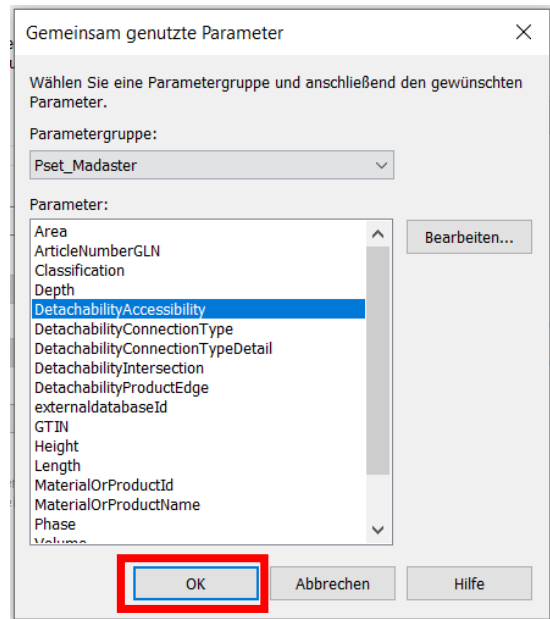 Gemeinsam genutzte Parameter
Wählen Sie eine Parametergruppe und anschließend den gewünschten
Parameter.
Parametergruppe:
Pset_Madaster
Parameter:
Area
ArticleNumberGLN
Classification
Depth
DetachabilityAccessibility
DetachabilityConnectionType
DetachabilityConnectionTypeDetail
DetachabilityIntersection
DetachabilityProductEdge
externaldatabaseId
GTIN
Height
Length
MaterialOrProductId
MaterialOrProductName
Phase
Volume
Bearbeiten...
OK Abbrechen Hilfe